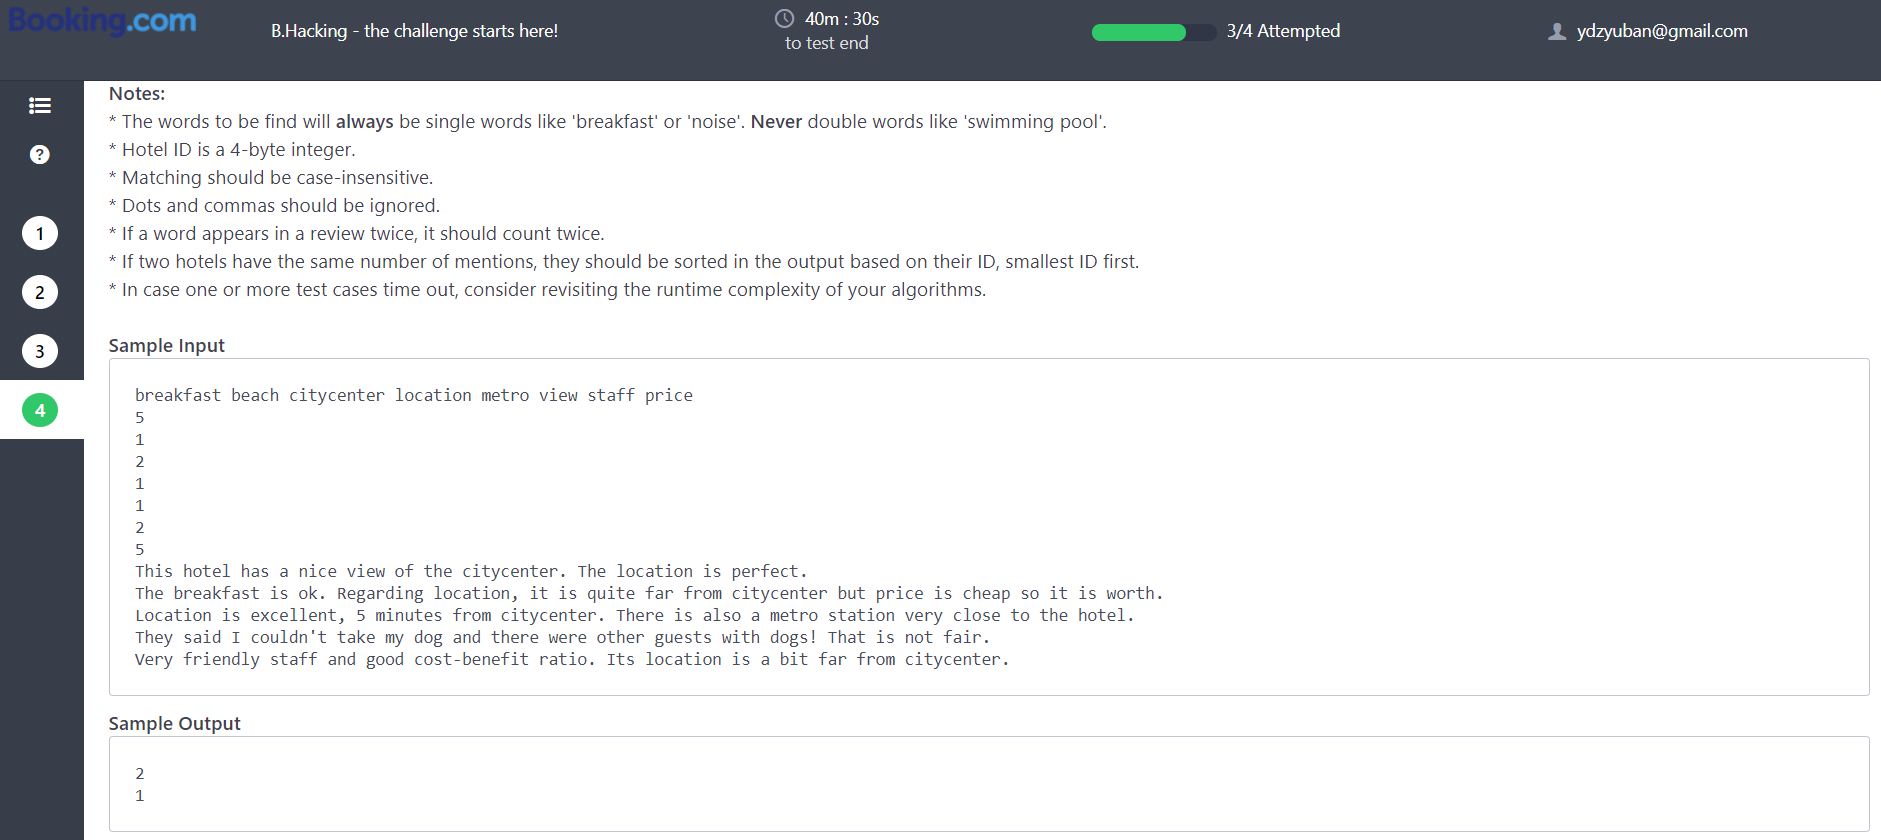 Booking.com
B.Hacking - the challenge starts here!
40m : 30s
to test end
3/4 Attempted
ydzyuban@gmail.com
?
1
2
3
4
Notes:
* The words to be find will always be single words like 'breakfast' or 'noise'. Never double words like 'swimming pool'.
* Hotel ID is a 4-byte integer.
* Matching should be case-insensitive.
* Dots and commas should be ignored.
* If a word appears in a review twice, it should count twice.
* If two hotels have the same number of mentions, they should be sorted in the output based on their ID, smallest ID first.
* In case one or more test cases time out, consider revisiting the runtime complexity of your algorithms.
Sample Input
breakfast beach citycenter location metro view staff price
5
1
2
1
1
2
5
This hotel has a nice view of the citycenter. The location is perfect.
The breakfast is ok. Regarding location, it is quite far from citycenter but price is cheap so it is worth.
Location is excellent, 5 minutes from citycenter. There is also a metro station very close to the hotel.
They said I couldn't take my dog and there were other guests with dogs! That is not fair.
Very friendly staff and good cost-benefit ratio. Its location is a bit far from citycenter.
Sample Output
2
1